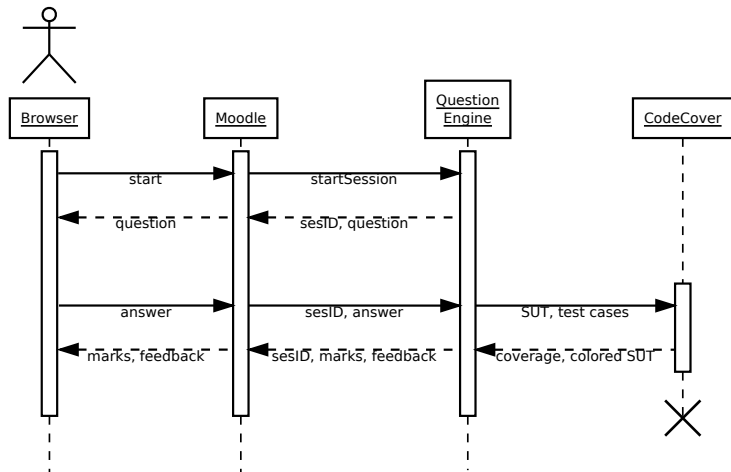 Browser
Moodle
Question
Engine
CodeCover
start
startSession
question
sesID, question
answer
sesID, answer
SUT, test cases
marks, feedback
sesID, marks, feedback
coverage, colored SUT